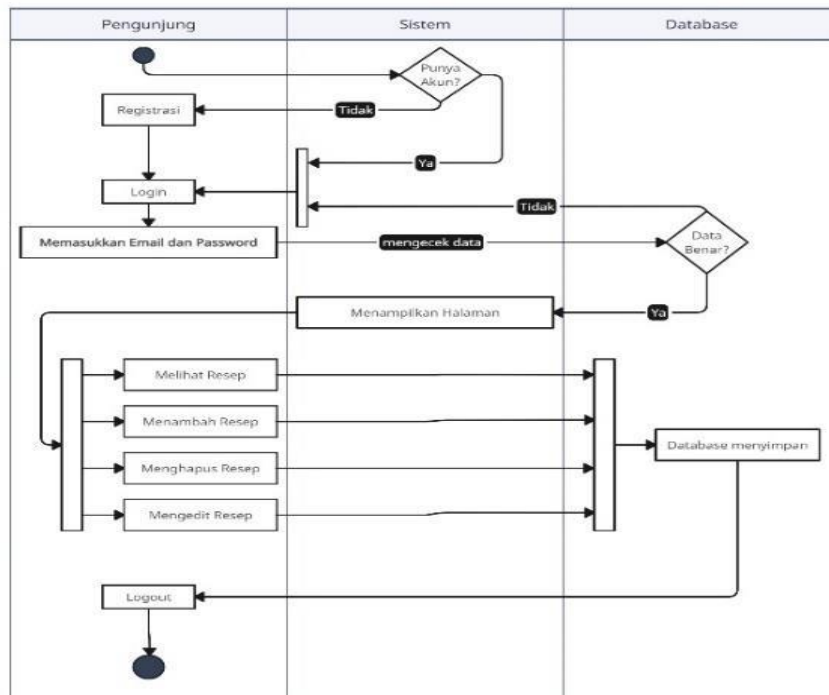 Pengunjung
Sistem
Database
Punya
Akun?
Registrasi
Tidak
Ya
Login
Tidak
Memasukkan Email dan Password
mengecek data
Data
Benar?
Menampilkan Halaman
Ya
Melihat Resep
Menambah Resep
Database menyimpan
Menghapus Resep
Mengedit Resep
Logout